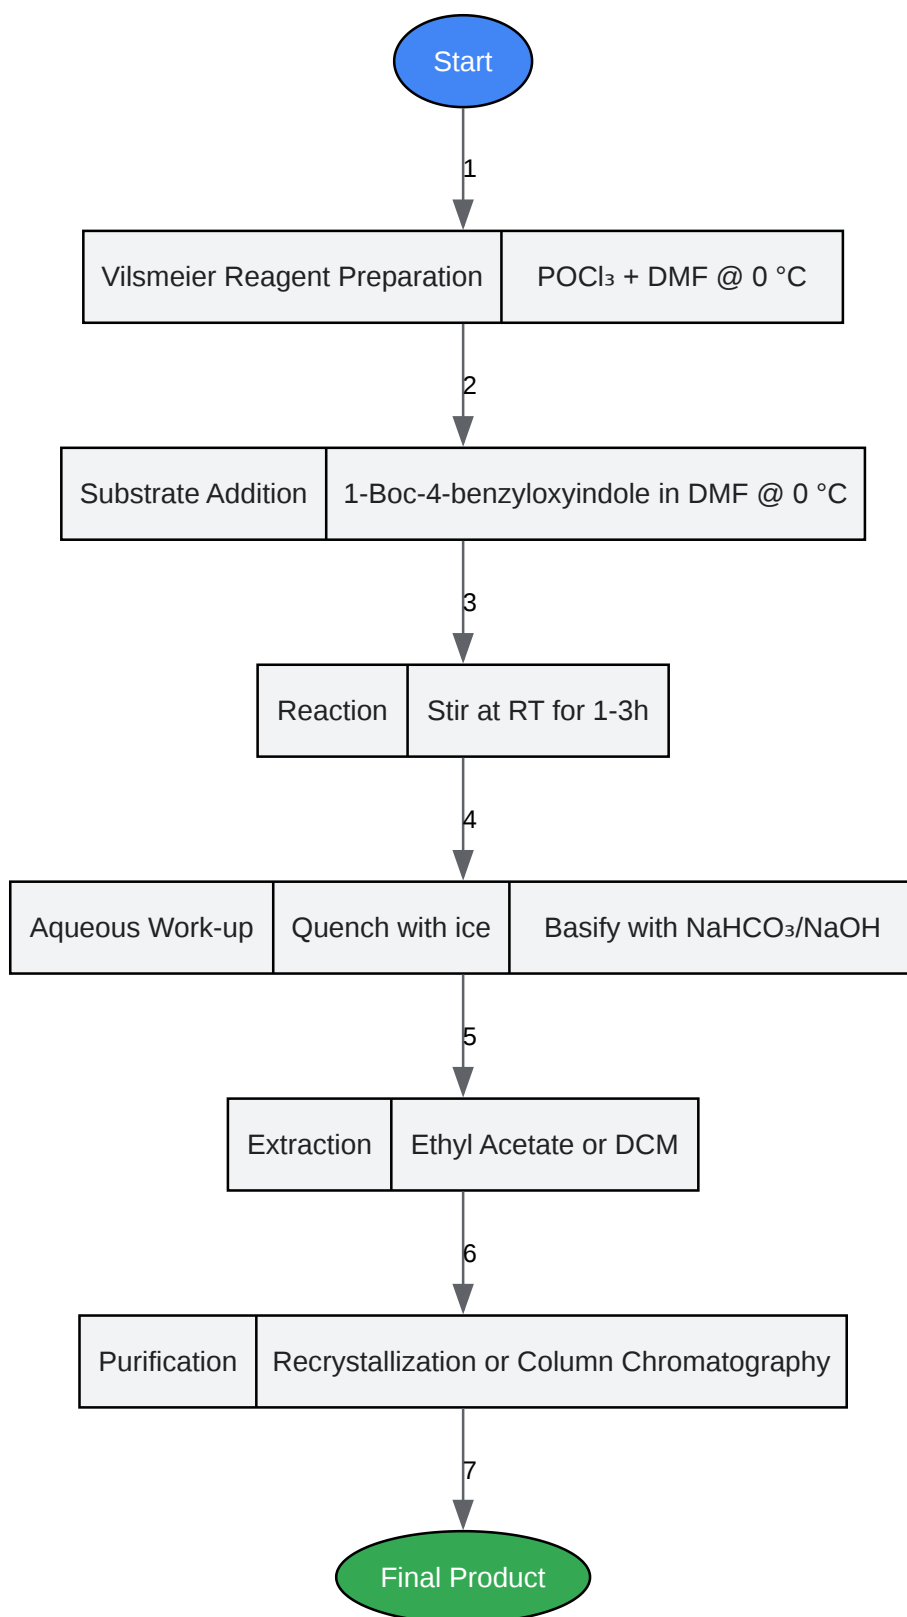 Start
1
Vilsmeier Reagent Preparation POCl₃ + DMF @ 0 °C
2
Substrate Addition 1-Boc-4-benzyloxyindole in DMF @ 0 °C
3
Reaction Stir at RT for 1-3h
4
Aqueous Work-up Quench with ice Basify with NaHCO₃/NaOH
5
Extraction Ethyl Acetate or DCM
6
Purification Recrystallization or Column Chromatography
7
Final Product